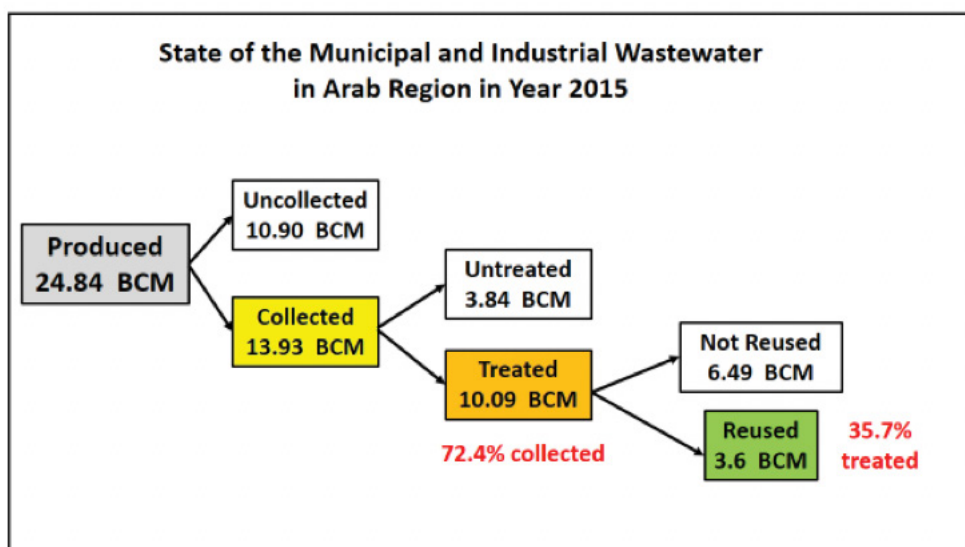 State of the Municipal and Industrial Wastewater
in Arab Region in Year 2015
Produced
24.84 BCM
Uncollected
10.90 BCM
Collected
13.93 BCM
Untreated
3.84 BCM
Treated
10.09 BCM
72.4% collected
Not Reused
6.49 BCM
Reused
3.6 BCM
35.7%
treated